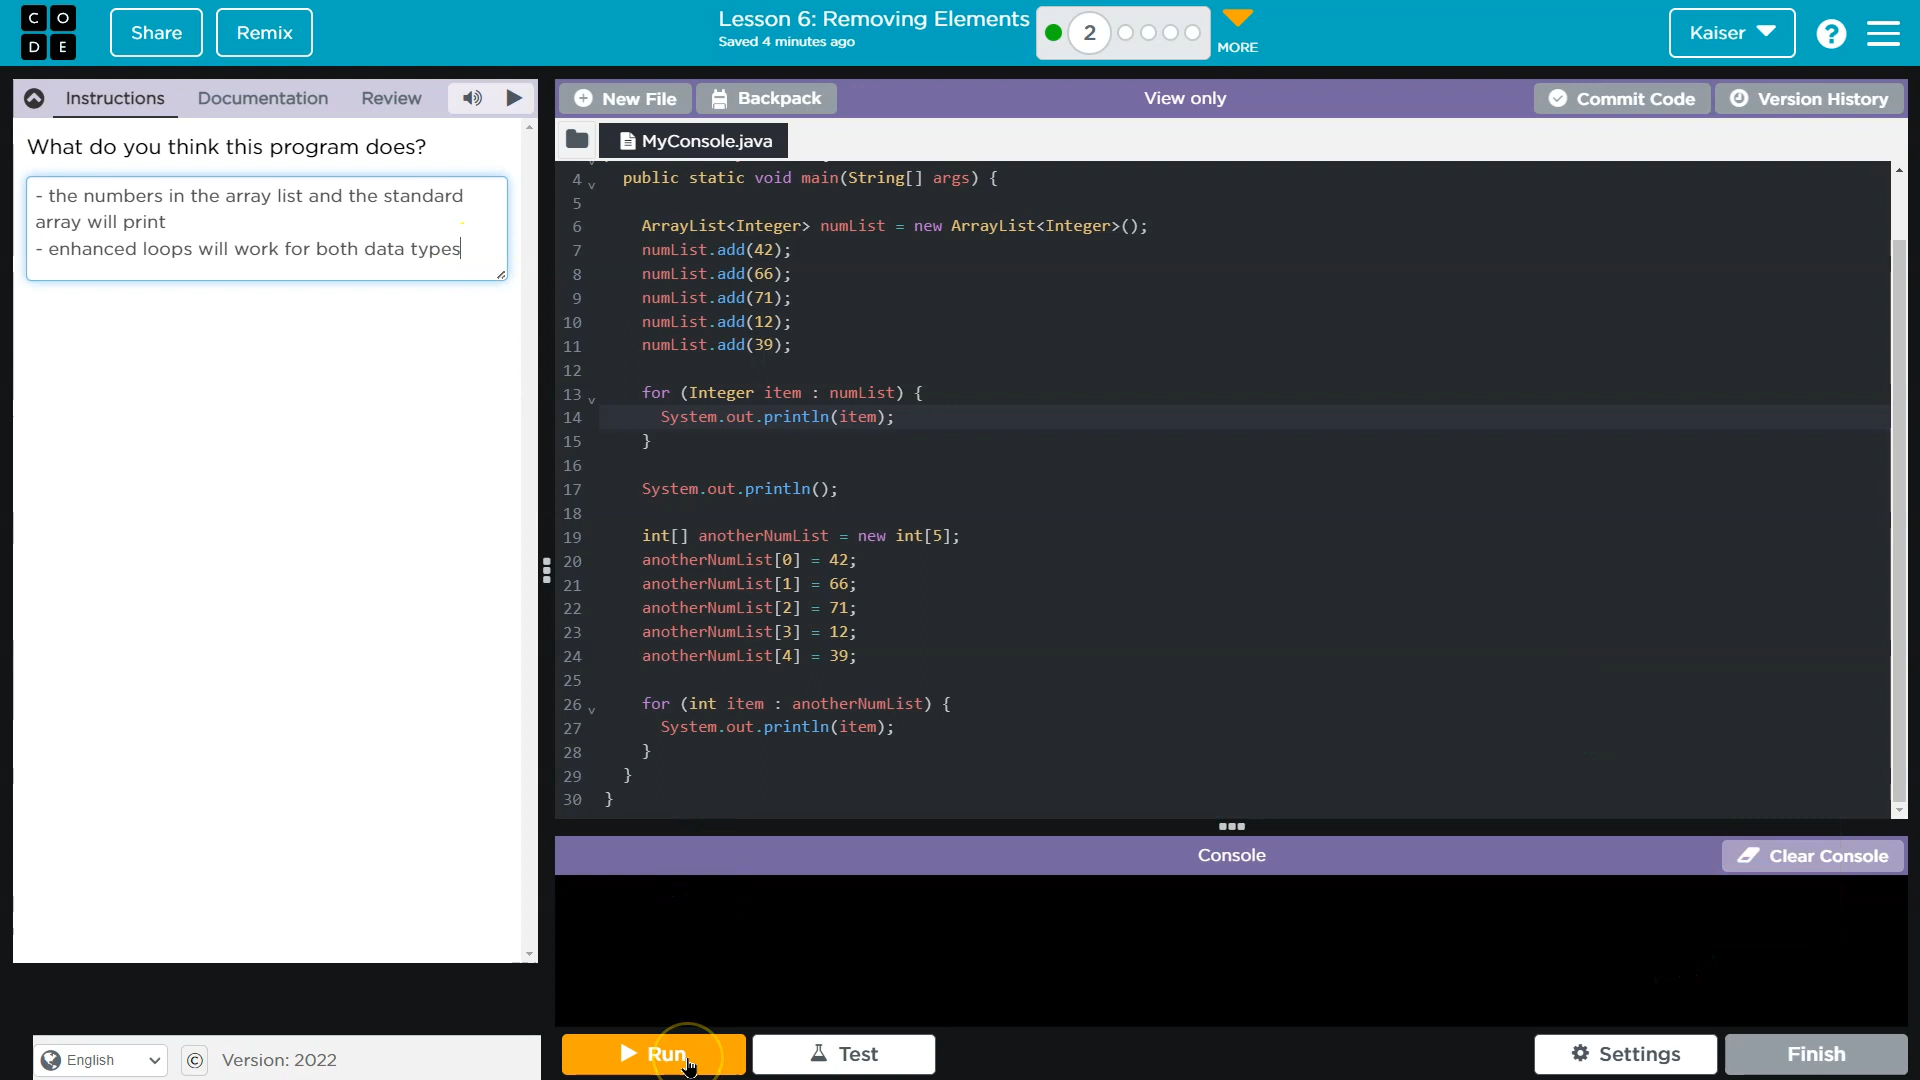 C O
D E
Share
Remix
Lesson 6: Removing Elements
Saved 4 minutes ago
2
MORE
Kaiser
?
Instructions
Documentation
Review
New File
Backpack
View only
Commit Code
Version History
What do you think this program does?
- the numbers in the array list and the standard
array will print
- enhanced loops will work for both data types
MyConsole.java
4 public static void main(String[] args) {
5
6 ArrayList<Integer> numList = new ArrayList<Integer>();
7 numList.add(42);
8 numList.add(66);
9 numList.add(71);
10 numList.add(12);
11 numList.add(39);
12
13 for (Integer item : numList) {
14 System.out.println(item);
15 }
16
17 System.out.println();
18
19 int[] anotherNumList = new int[5];
20 anotherNumList[0] = 42;
21 anotherNumList[1] = 66;
22 anotherNumList[2] = 71;
23 anotherNumList[3] = 12;
24 anotherNumList[4] = 39;
25
26 for (int item : anotherNumList) {
27 System.out.println(item);
28 }
29 }
30 }
Console
Clear Console
English
© Version: 2022
Run
Test
Settings
Finish